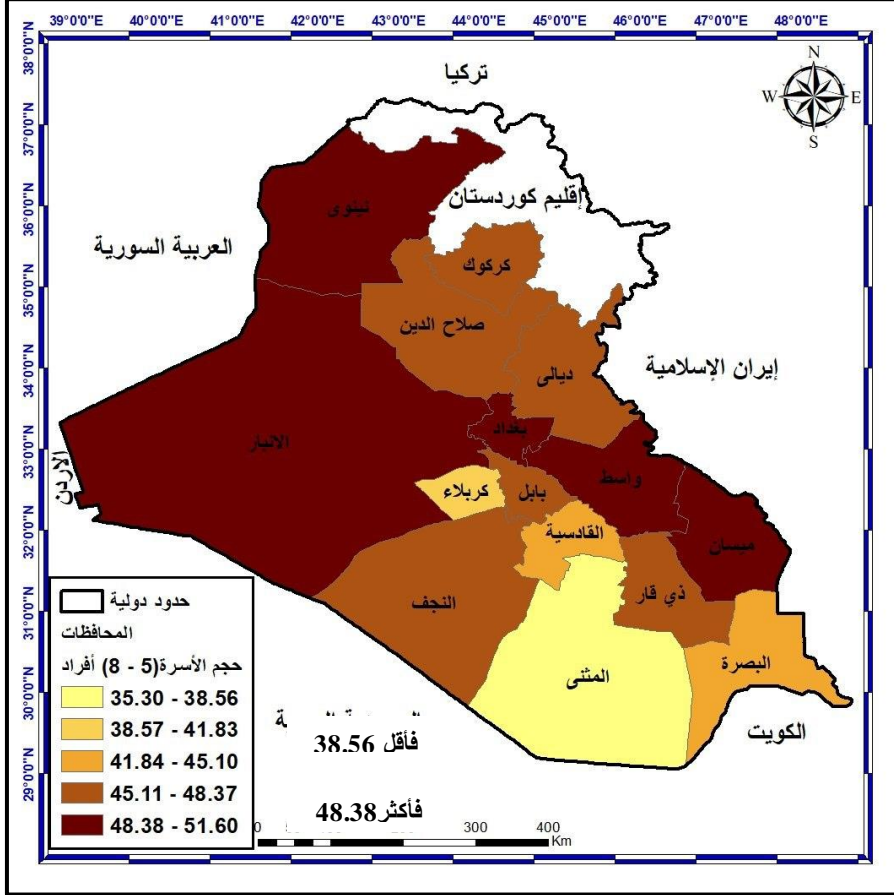 39°0'0"E 40°0'0"E 41°0'0"E 42°0'0"E 43°0'0"E 44°0'0"E 45°0'0"E 46°0'0"E 47°0'0"E 48°0'0"E
38°0'0"N
37°0'0"N
36°0'0"N
35°0'0"N
34°0'0"N
33°0'0"N
32°0'0"N
31°0'0"N
30°0'0"N
29°0'0"N
N
W E
S
تركيا
إقليم كوردستان
نينوى
العربية السورية
كركوك
صلاح الدين
ديالى
إيران الإسلامية
بغداد
الانبار
الاردن
واسط
كربلاء
بابل
القادسية
ميسان
النجف
ذي قار
البصرة
المثنى
الكويت
حدود دولية
المحافظات
حجم الأسرة(5 - 8) أفراد
35.30 - 38.56
38.57 - 41.83
41.84 - 45.10
45.11 - 48.37
48.38 - 51.60
38.56 فأقل
48.38فأكثر
0 300 400
Km